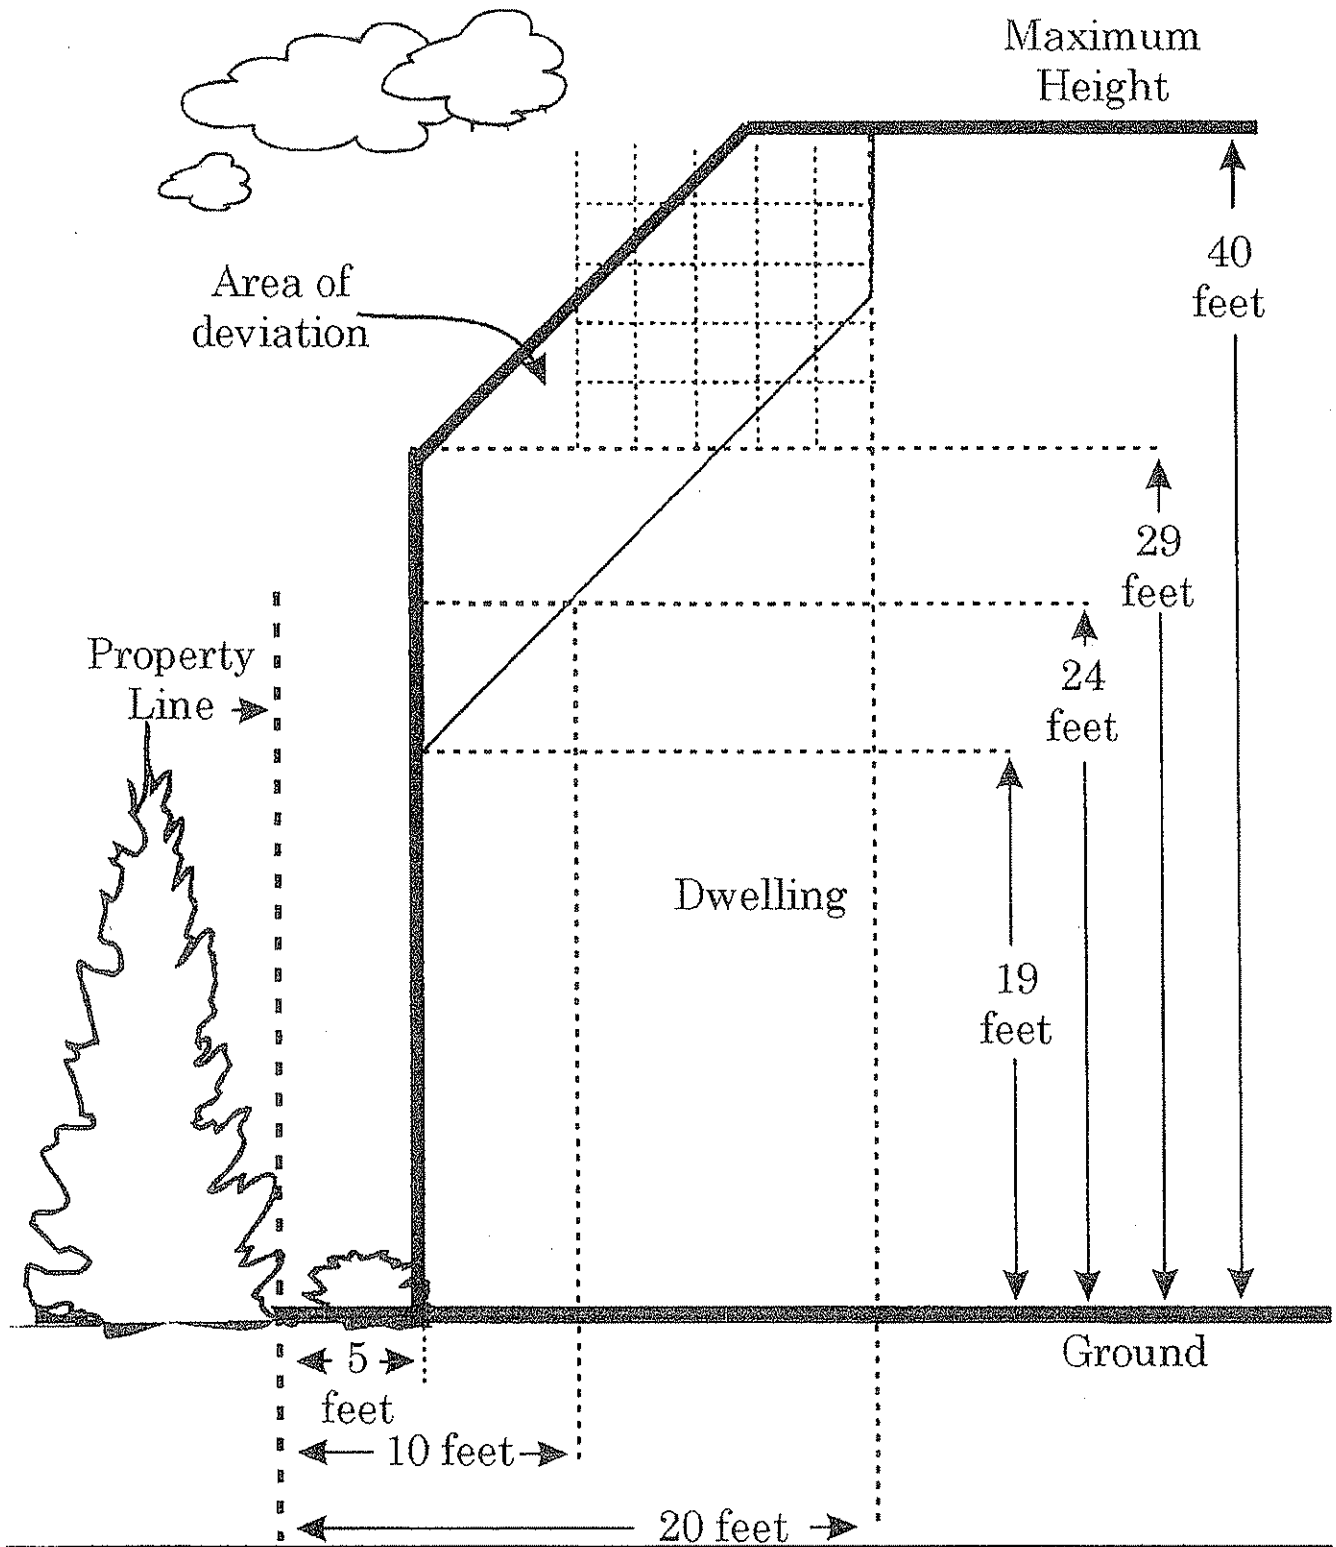 Maximum
Height
40
feet
Area of
deviation
29
feet
Property
Line
24
feet
Dwelling
19
feet
Ground
5
feet
10 feet
20 feet